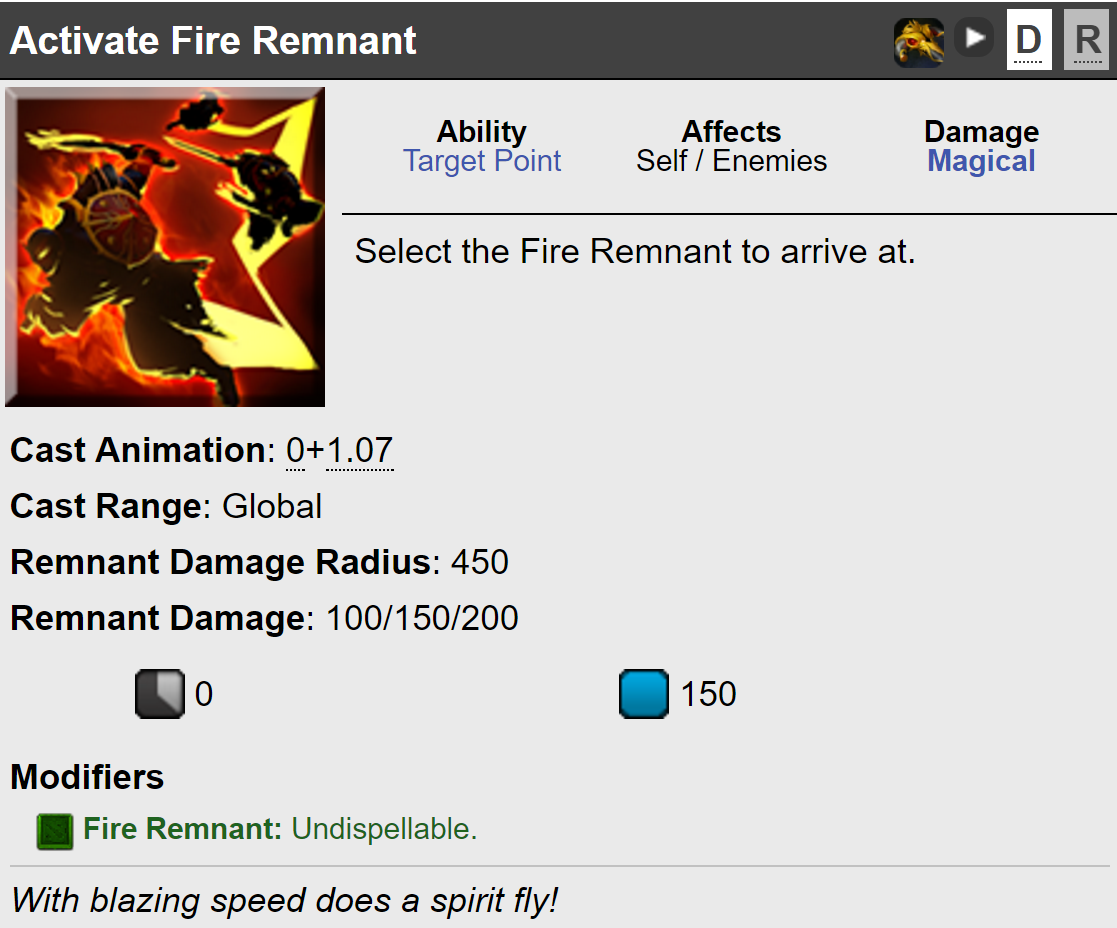 Activate Fire Remnant D R
Ability Affects Damage
Target Point Self / Enemies Magical
Select the Fire Remnant to arrive at.
Cast Animation: 0+1.07
Cast Range: Global
Remnant Damage Radius: 450
Remnant Damage: 100/150/200
0 150
Modifiers
Fire Remnant: Undispellable.
With blazing speed does a spirit fly!